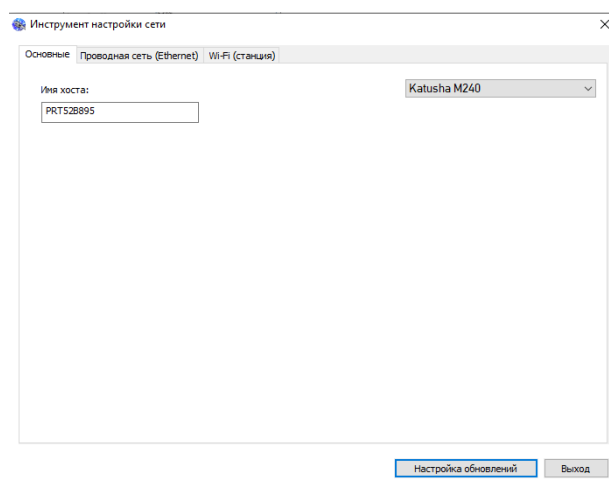 Инструмент настройки сети
Основные Проводная сеть (Ethernet) Wi-Fi (станция)
Имя хоста: Katusha M240
PRT52B895
Настройка обновлений Выход